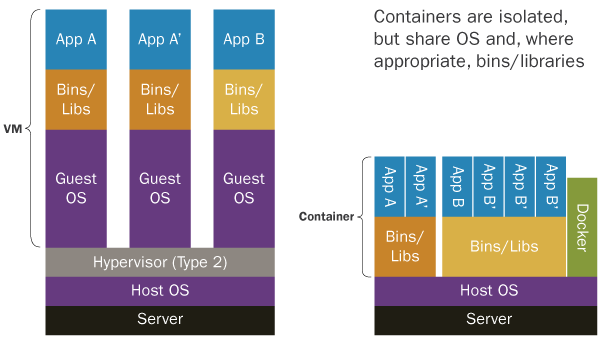 Containers are isolated,
but share OS and, where
appropriate, bins/libraries
VM
App A
App A’
App B
Bins/
Libs
Bins/
Libs
Bins/
Libs
Guest
OS
Guest
OS
Guest
OS
Hypervisor (Type 2)
Host OS
Server
Container
App A
App A’
App B
App B’
App B’
App B’
Docker
Bins/
Libs
Bins/Libs
Host OS
Server